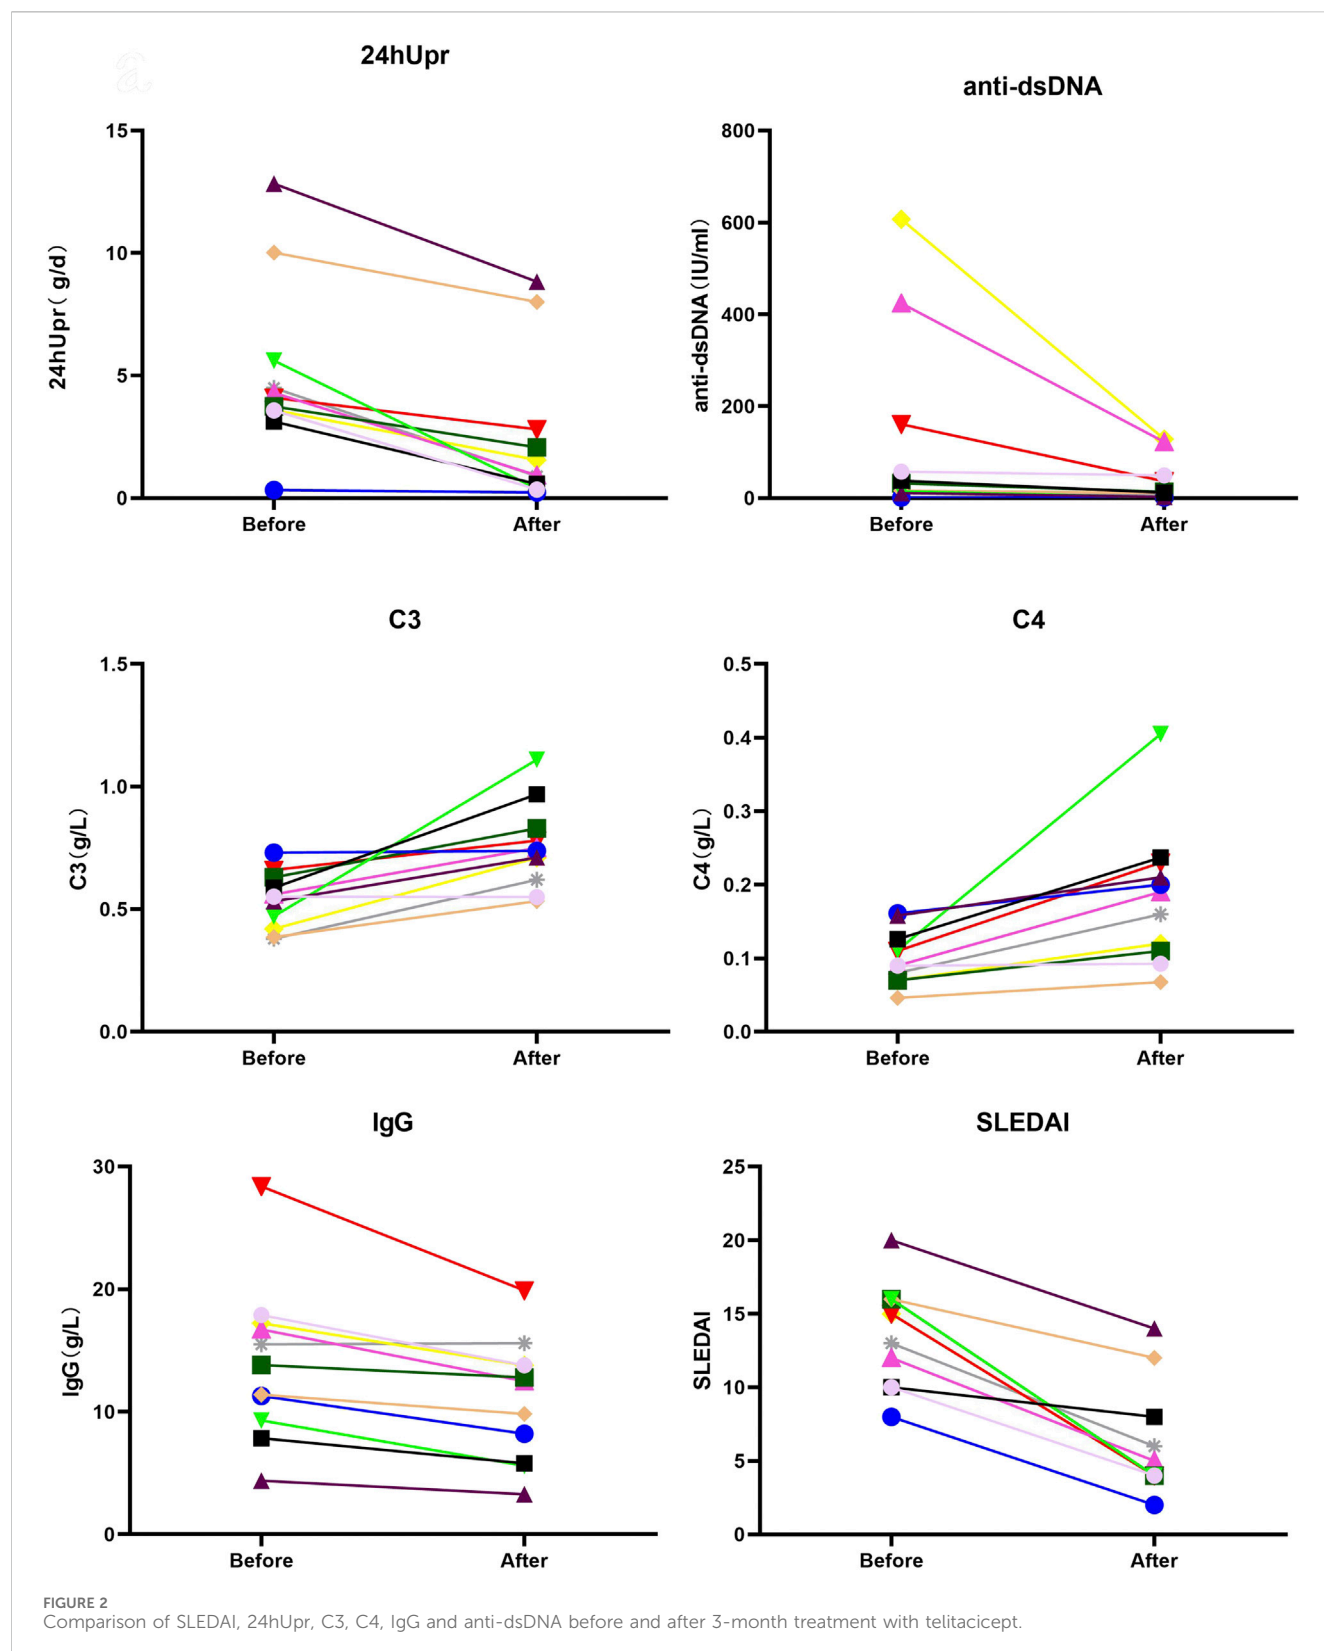 a
24hUpr
anti-dsDNA
15
10
5
0
24hUpr( g/d)
Before
After
800
600
400
200
0
anti-dsDNA(IU/ml)
Before
After
C3
C4
1.5
1.0
0.5
0.0
C3(g/L)
Before
After
0.5
0.4
0.3
0.2
0.1
0.0
C4(g/L)
Before
After
IgG
SLEDAI
30
20
10
0
IgG(g/L)
Before
After
25
20
15
10
5
0
SLEDAI
Before
After
FIGURE 2
Comparison of SLEDAI, 24hUpr, C3, C4, IgG and anti-dsDNA before and after 3-month treatment with telitacicept.